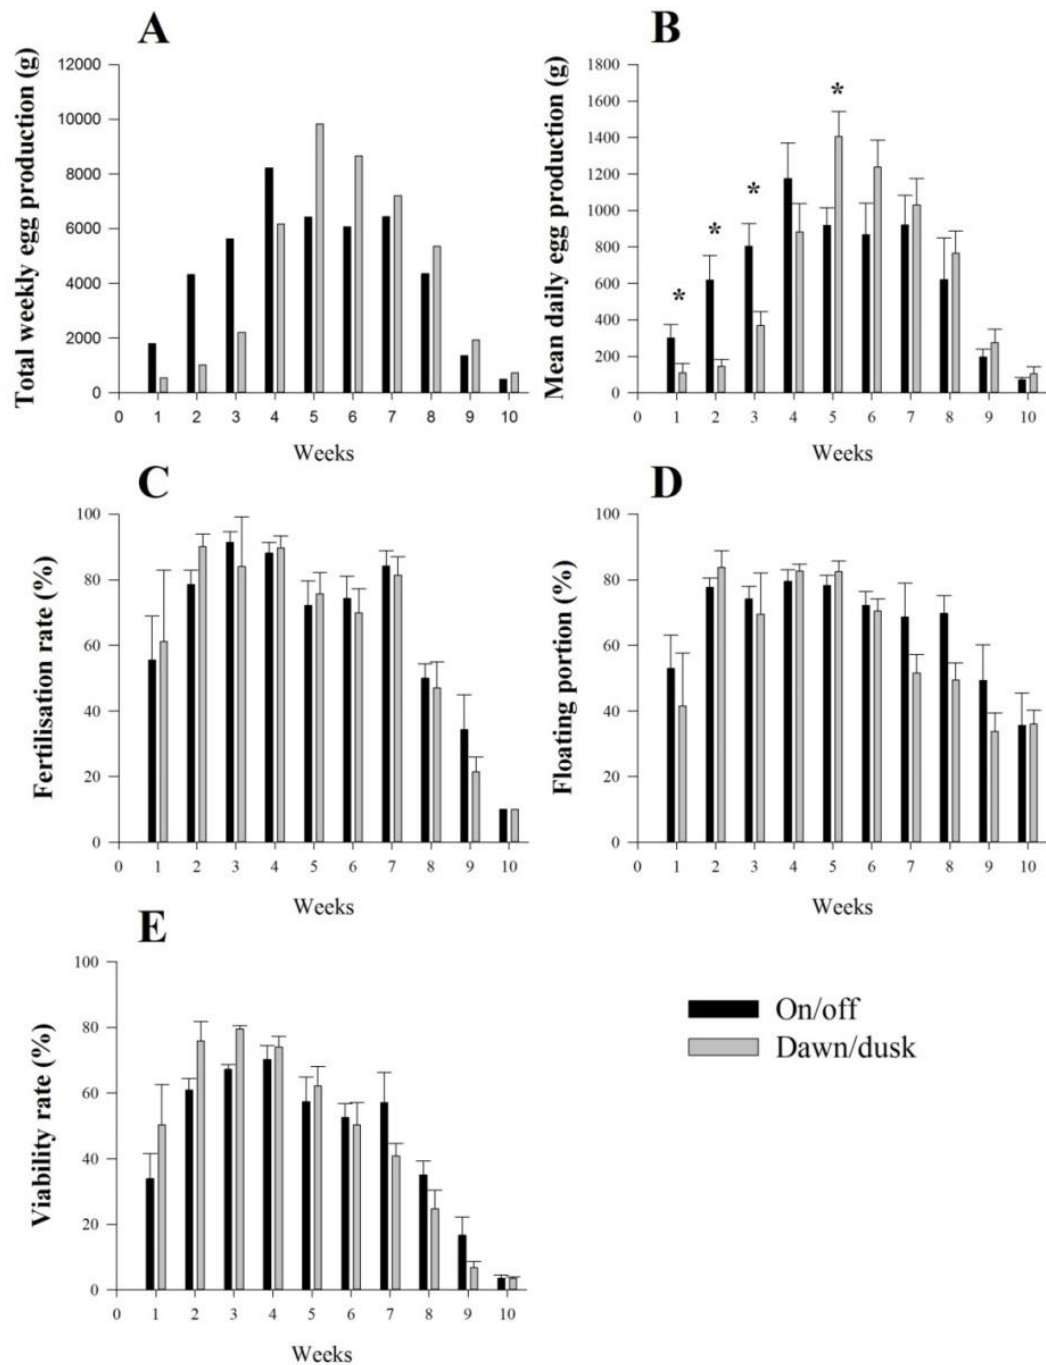 A
Total weekly egg production (g)
12000
10000
8000
6000
4000
2000
0
0 1 2 3 4 5 6 7 8 9 10
Weeks
B
Mean daily egg production (g)
1800
1600
1400
1200
1000
800
600
400
200
0
* * * *
0 1 2 3 4 5 6 7 8 9 10
Weeks
C
Fertilisation rate (%)
100
80
60
40
20
0
0 1 2 3 4 5 6 7 8 9 10
Weeks
D
Floating portion (%)
100
80
60
40
20
0
0 1 2 3 4 5 6 7 8 9 10
Weeks
E
Viability rate (%)
100
80
60
40
20
0
0 1 2 3 4 5 6 7 8 9 10
Weeks
On/off
Dawn/dusk